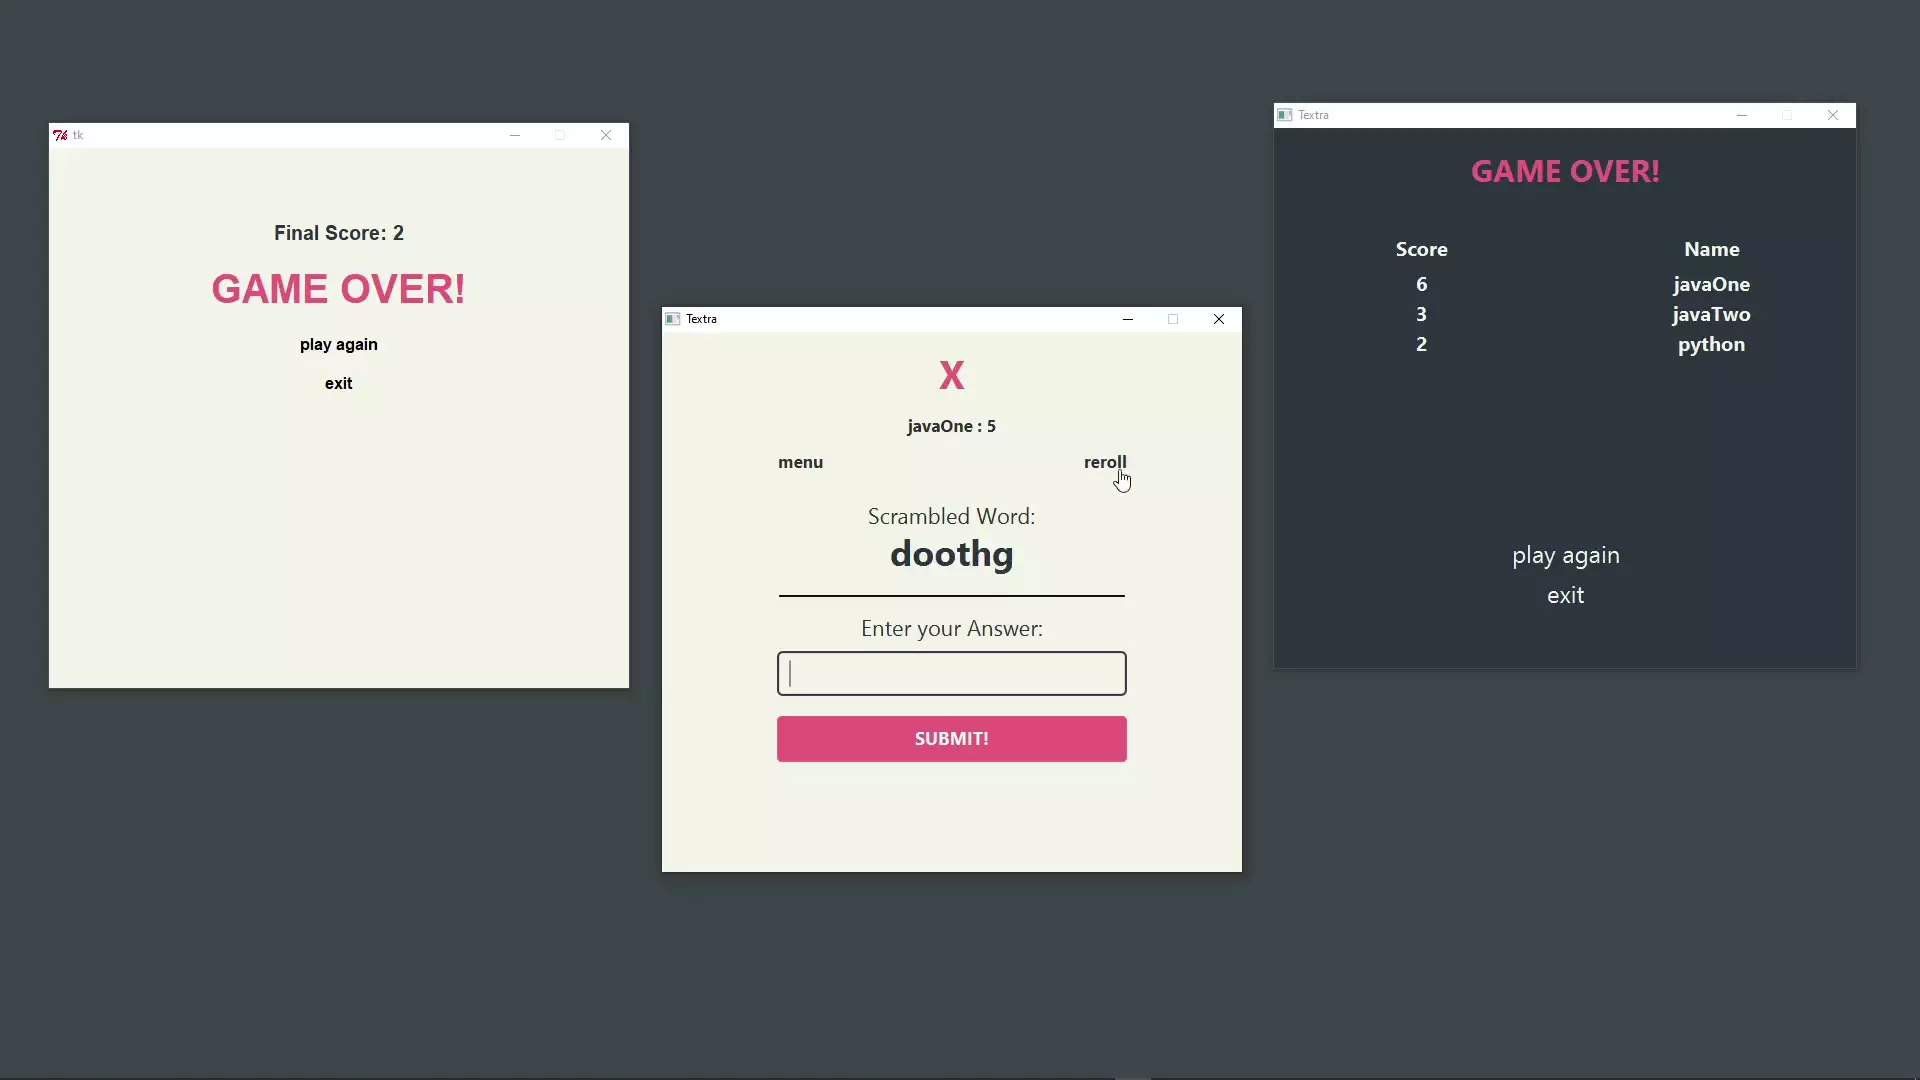 tk
Final Score: 2
GAME OVER!
play again
exit
Textra
X
javaOne : 5
menu
reroll
Scrambled Word:
doothg
Enter your Answer:
SUBMIT!
Textra
GAME OVER!
Score Name
6 javaOne
3 javaTwo
2 python
play again
exit